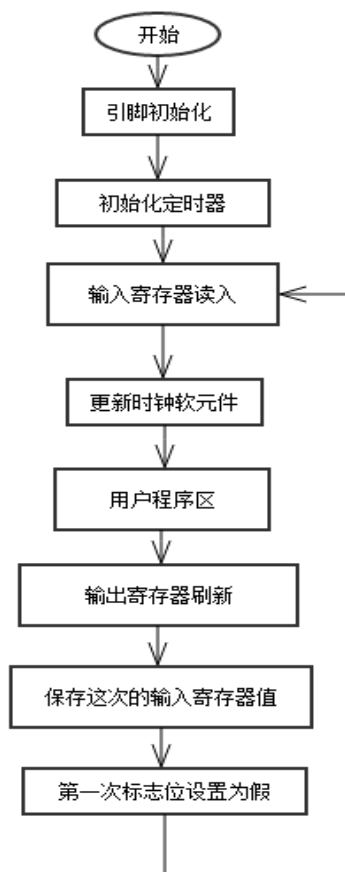 开始
引脚初始化
初始化定时器
输入寄存器读入
更新时钟软元件
用户程序区
输出寄存器刷新
保存这次的输入寄存器值
第一次标志位设置为假